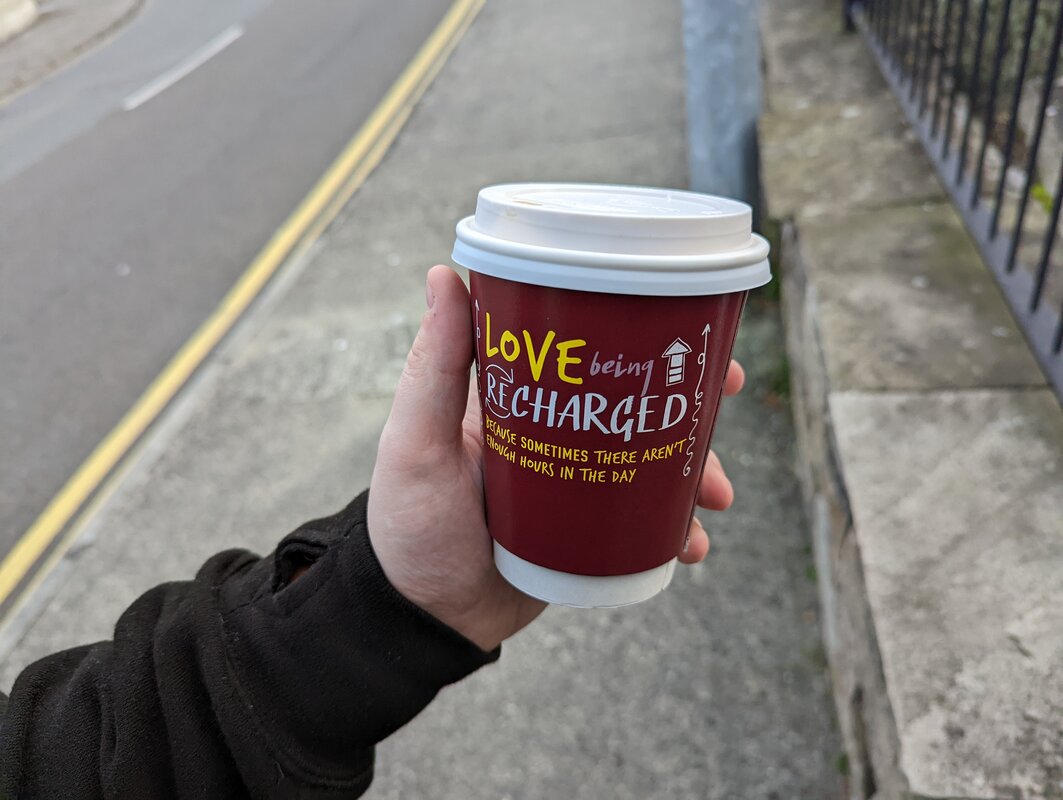 LOVE being
RECHARGED
BECAUSE SOMETIMES THERE AREN'T
ENOUGH HOURS IN THE DAY